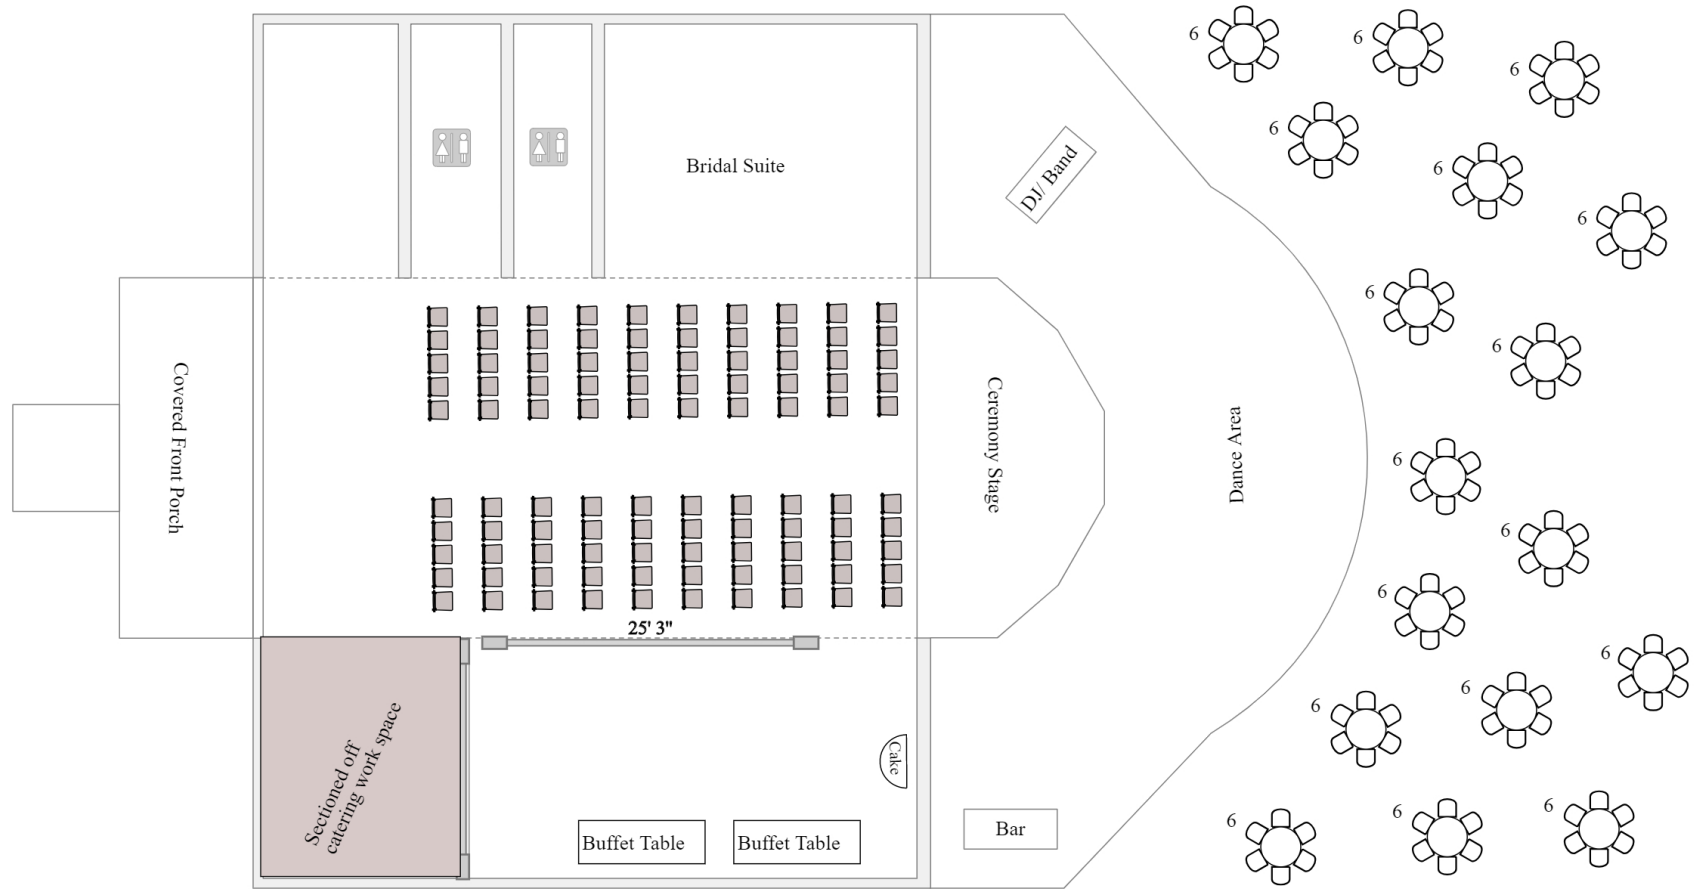 6
6
6
6
6
6
Bridal Suite
DJ/ Band
6
6
Covered Front Porch
Ceremony Stage
Dance Area
6
6
6
25' 3"
6
6
6
Sectioned off
catering work space
Cake
Buffet Table
Buffet Table
Bar
6
6
6